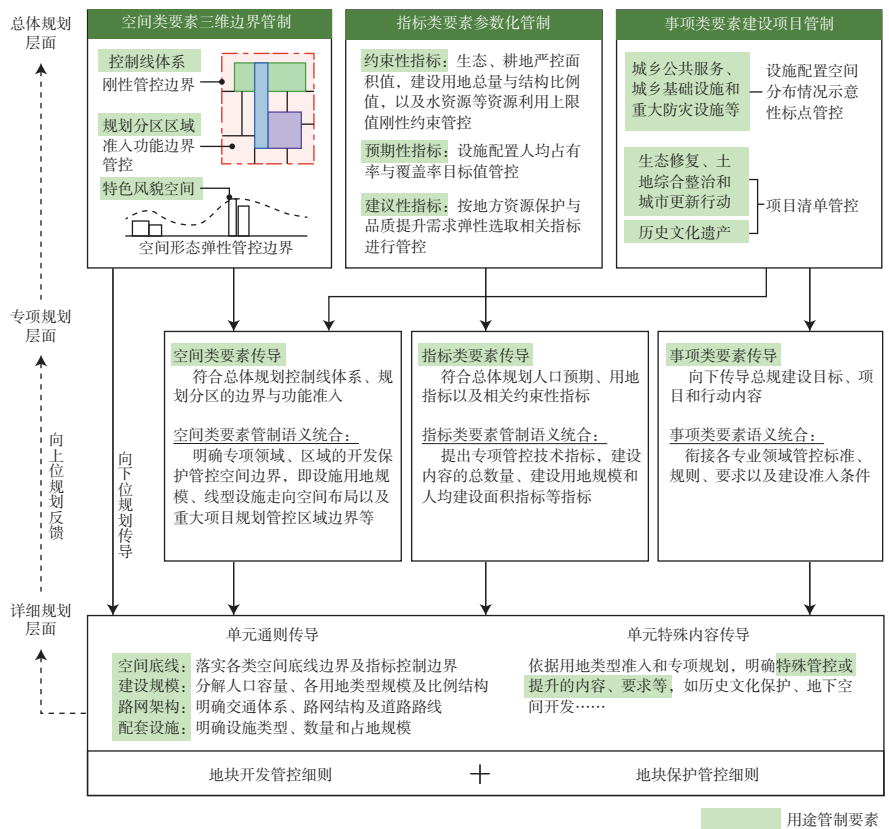 总体规划
层面
空间类要素三维边界管制
控制线体系
刚性管控边界
规划分区区域
准入功能边界
管控
特色风貌空间
空间形态弹性管控边界
指标类要素参数化管制
约束性指标：生态、耕地严控
面积值，建设用地总量与结构比例
值，以及水资源等资源利用上限
值刚性约束管控
预期性指标：设施配置人均占有
率与覆盖率目标值管控
建议性指标：按地方资源保护与
品质提升需求弹性选取相关指标
进行管控
事项类要素建设项目管制
城乡公共服务、
城乡基础设施和
重大防灾设施等
设施配置空间
分布情况示意
性标点管控
生态修复、土
地综合整治和
城市更新行动
历史文化遗产
项目清单管控
专项规划
层面
向上位规划反馈
向下位规划传导
空间类要素传导
符合总体规划控制线体系、规
划分区的边界与功能准入
空间类要素管制语义统合：
明确专项领域、区域的开发保
护管控空间边界，即设施用地规
模、线型设施走向空间布局以及
重大项目规划管控区域边界等
指标类要素传导
符合总体规划人口预期、用地
指标以及相关约束性指标
指标类要素管制语义统合：
提出专项管控技术指标，建设
内容的总数量、建设用地规模和
人均建设面积指标等指标
事项类要素传导
向下传导总规建设目标、项
目和行动内容
事项类要素语义统合：
衔接各专业领域管控标准、
规则、要求以及建设准入条件
详细规划
层面
单元通则传导
空间底线：落实各类空间底线边界及指标控制边界
建设规模：分解人口容量、各用地类型规模及比例结构
路网架构：明确交通体系、路网结构及道路路线
配套设施：明确设施类型、数量和占地规模
单元特殊内容传导
依据用地类型准入和专项规划，明确特殊管控或
提升的内容、要求等，如历史文化保护、地下空
间开发……
地块开发管控细则
+
地块保护管控细则
用途管制要素